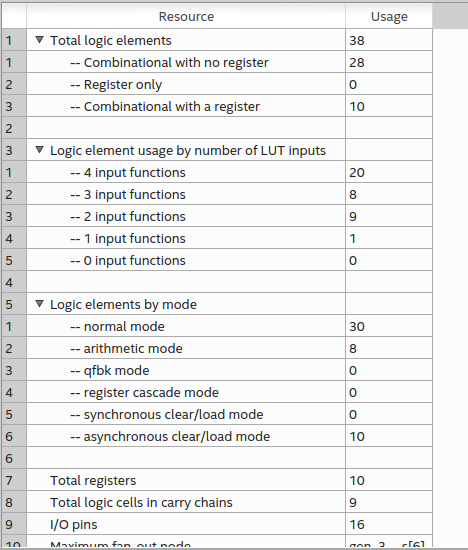 Resource Usage
1 Total logic elements 38
1 -- Combinational with no register 28
2 -- Register only 0
3 -- Combinational with a register 10
2
3 Logic element usage by number of LUT inputs
1 -- 4 input functions 20
2 -- 3 input functions 8
3 -- 2 input functions 9
4 -- 1 input functions 1
5 -- 0 input functions 0
4
5 Logic elements by mode
1 -- normal mode 30
2 -- arithmetic mode 8
3 -- qfbk mode 0
4 -- register cascade mode 0
5 -- synchronous clear/load mode 0
6 -- asynchronous clear/load mode 10
6
7 Total registers 10
8 Total logic cells in carry chains 9
9 I/O pins 16
10 Maximum fan-out node